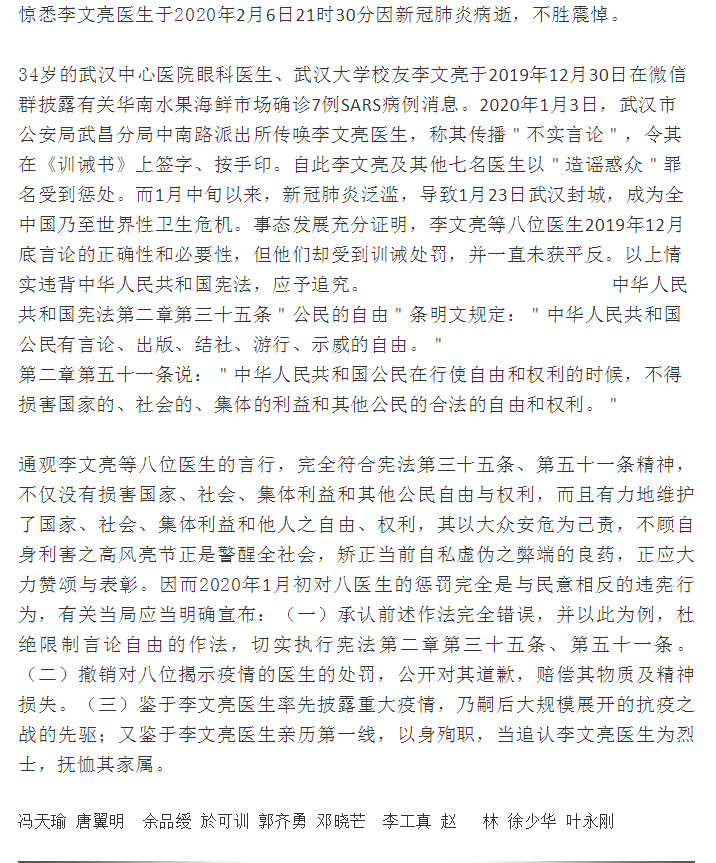 惊悉李文亮医生于2020年2月6日21时30分因新冠肺炎病逝，不胜震悼。
34岁的武汉中心医院眼科医生、武汉大学校友李文亮于2019年12月30日在微信
群披露有关华南水果海鲜市场确诊7例SARS病例消息。2020年1月3日，武汉市
公安局武昌分局中南路派出所传唤李文亮医生，称其传播＂不实言论＂，令其
在《训诫书》上签字、按手印。自此李文亮及其他七名医生以＂造谣惑众＂罪
名受到惩处。而1月中旬以来，新冠肺炎泛滥，导致1月23日武汉封城，成为全
中国乃至世界性卫生危机。事态发展充分证明，李文亮等八位医生2019年12月
底言论的正确性和必要性，但他们却受到训诫处罚，并一直未获平反。以上情
实违背中华人民共和国宪法，应予追究。 中华人民
共和国宪法第二章第三十五条＂公民的自由＂条明文规定：＂中华人民共和国
公民有言论、出版、结社、游行、示威的自由。＂
第二章第五十一条说：＂中华人民共和国公民在行使自由和权利的时候，不得
损害国家的、社会的、集体的利益和其他公民的合法的自由和权利。＂
通观李文亮等八位医生的言行，完全符合宪法第三十五条、第五十一条精神，
不仅没有损害国家、社会、集体利益和其他公民自由与权利，而且有力地维护
了国家、社会、集体利益和他人之自由、权利，其以大众安危为己责，不顾自
身利害之高风亮节正是警醒全社会，矫正当前自私虚伪之弊端的良药，正应大
力赞颂与表彰。因而2020年1月初对八医生的惩罚完全是与民意相反的违宪行
为，有关当局应当明确宣布：（一）承认前述作法完全错误，并以此为例，杜
绝限制言论自由的作法，切实执行宪法第二章第三十五条、第五十一条。
（二）撤销对八位揭示疫情的医生的处罚，公开对其道歉，赔偿其物质及精神
损失。（三）鉴于李文亮医生率先披露重大疫情，乃嗣后大规模展开的抗疫之
战的先驱；又鉴于李文亮医生亲历第一线，以身殉职，当追认李文亮医生为烈
士，抚恤其家属。
冯天瑜 唐翼明 余品绶 於可训 郭齐勇 邓晓芒 李工真 赵 林 徐少华 叶永刚